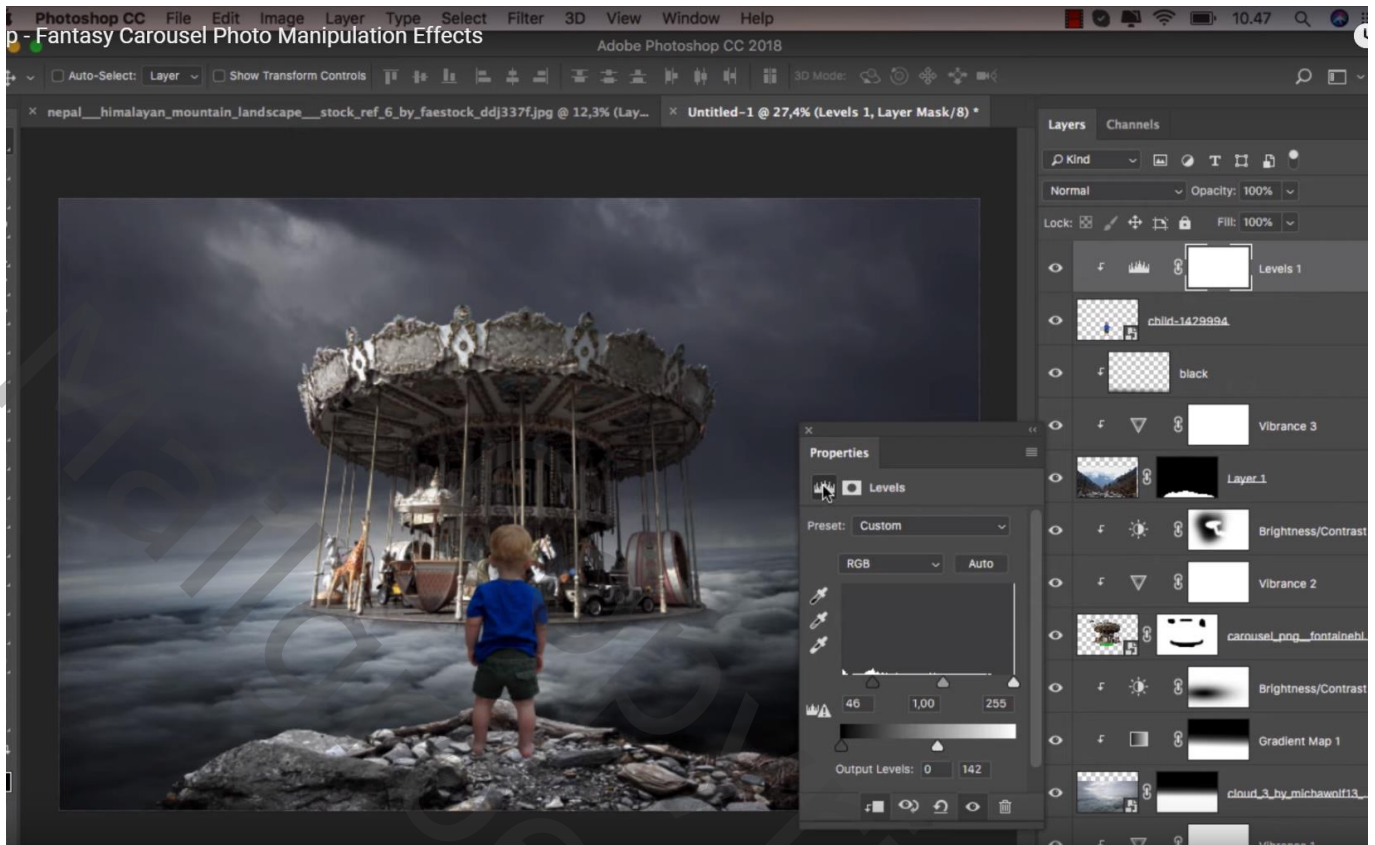 Photoshop CC File Edit Image Layer Type Select Filter 3D View Window Help 10.47
p - Fantasy Carousel Photo Manipulation Effects
Adobe Photoshop CC 2018
Auto-Select: Layer Show Transform Controls 3D Mode:
× nepal__himalayan_mountain_landscape__stock_ref_6_by_faestock_ddj337f.jpg @ 12,3% (Lay... × Untitled-1 @ 27,4% (Levels 1, Layer Mask/8) *
Layers Channels
Kind
Normal Opacity: 100%
Lock: Fill: 100%
Levels 1
child-1429994
black
Vibrance 3
Layer 1
Brightness/Contrast
Vibrance 2
carousel_png__fontainebl...
Brightness/Contrast
Gradient Map 1
cloud_3_by_michawolf13_...
Vibrance 1
Properties
Levels
Preset: Custom
RGB Auto
46 1,00 255
Output Levels: 0 142